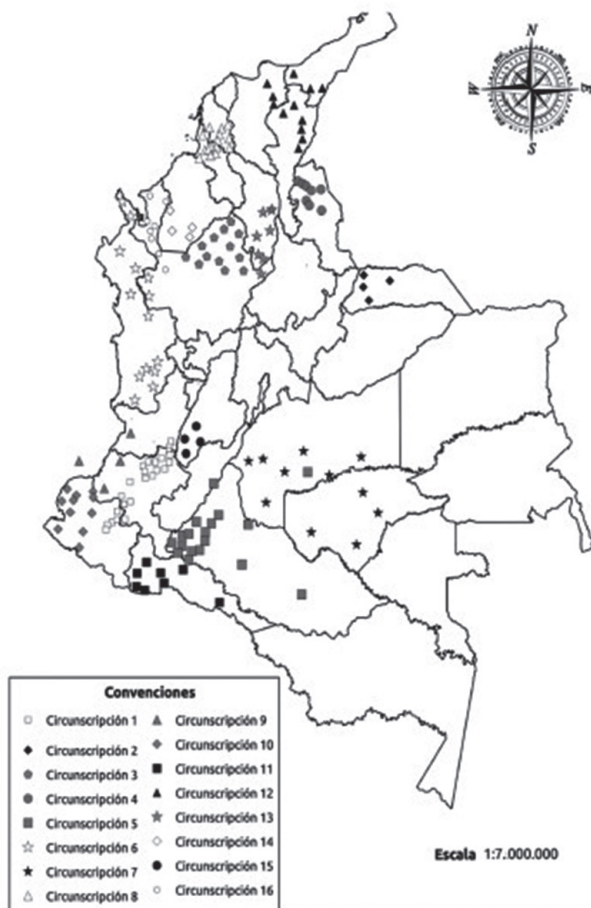 N
W
E
S
Convenciones
Circunscripción 1
Circunscripción 2
Circunscripción 3
Circunscripción 4
Circunscripción 5
Circunscripción 6
Circunscripción 7
Circunscripción 8
Circunscripción 9
Circunscripción 10
Circunscripción 11
Circunscripción 12
Circunscripción 13
Circunscripción 14
Circunscripción 15
Circunscripción 16
Escala 1:7.000.000